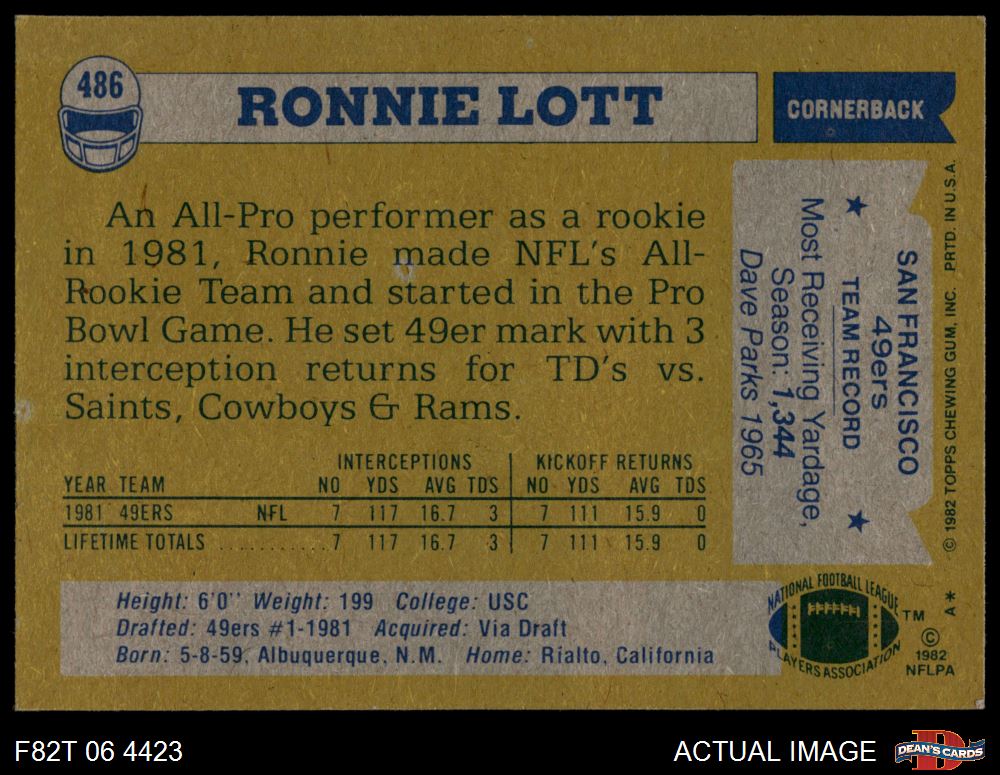 486
RONNIE LOTT
CORNERBACK
An All-Pro performer as a rookie
in 1981, Ronnie made NFL's All-
Rookie Team and started in the Pro
Bowl Game. He set 49er mark with 3
interception returns for TD's vs.
Saints, Cowboys & Rams.
INTERCEPTIONS KICKOFF RETURNS
YEAR TEAM NO YDS AVG TDS NO YDS AVG TDS
1981 49ERS NFL 7 117 16.7 3 7 111 15.9 0
LIFETIME TOTALS ........... 7 117 16.7 3 7 111 15.9 0
Height: 6'0" Weight: 199 College: USC
Drafted: 49ers #1-1981 Acquired: Via Draft
Born: 5-8-59, Albuquerque, N.M. Home: Rialto, California
SAN FRANCISCO
49ers
★ TEAM RECORD ★
Most Receiving Yardage,
Season: 1,344
Dave Parks 1965
© 1982 TOPPS CHEWING GUM, INC. PRTD. IN U.S.A.
A*
NATIONAL FOOTBALL LEAGUE
PLAYERS ASSOCIATION
TM
©
1982
NFLPA
F82T 06 4423
ACTUAL IMAGE
D
DEAN'S CARDS